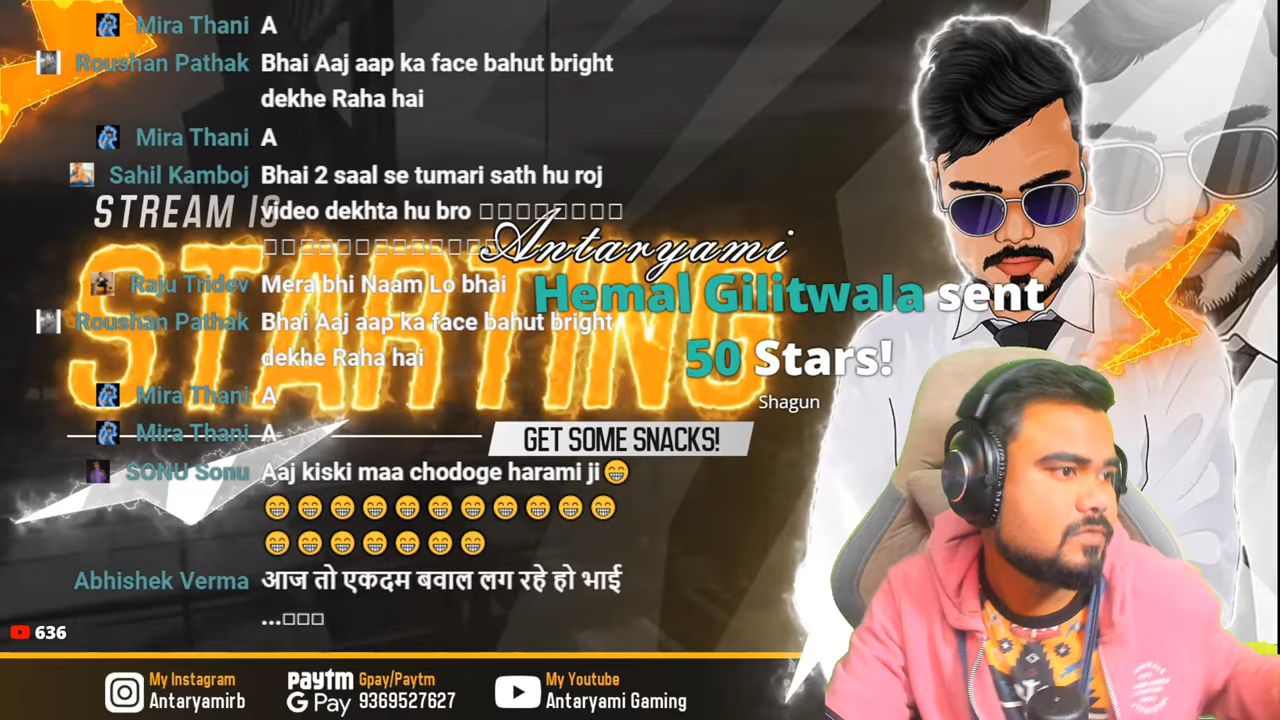 Mira Thani A
Roushan Pathak Bhai Aaj aap ka face bahut bright
dekhe Raha hai
Mira Thani A
Sahil Kamboj Bhai 2 saal se tumari sath hu roj
video dekhta hu bro
STREAM IS
Antaryami
STARTING
Raju Tridev Mera bhi Naam Lo bhai
Hemal Gilitwala sent
50 Stars!
Shagun
Roushan Pathak Bhai Aaj aap ka face bahut bright
dekhe Raha hai
Mira Thani A
Mira Thani A
GET SOME SNACKS!
SONU Sonu Aaj kiski maa chodoge harami ji😁
😁😁😁😁😁😁😁😁😁😁😁
😁😁😁😁😁😁😁
Abhishek Verma आज तो एकदम बवाल लग रहे हो भाई
...
636
My Instagram
Antaryamirb
paytm Gpay/Paytm
G Pay 9369527627
My Youtube
Antaryami Gaming